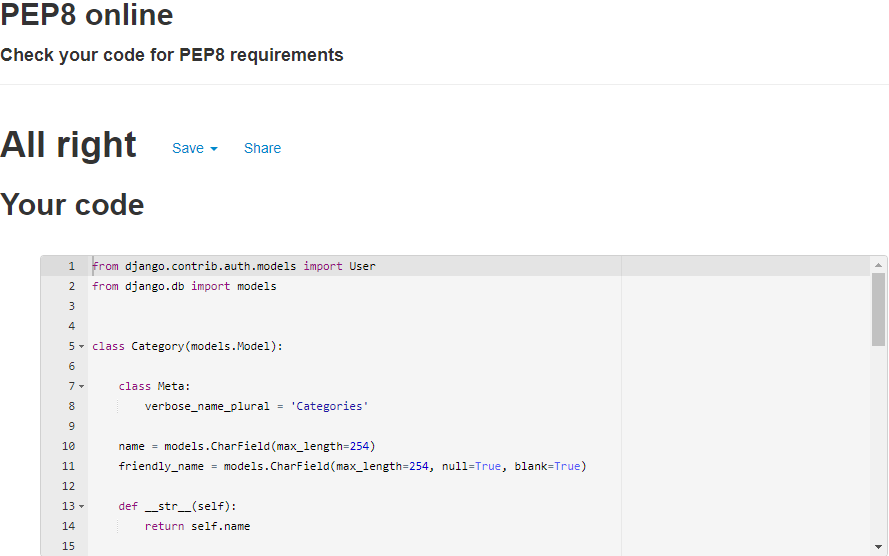 PEP8 online
Check your code for PEP8 requirements
All right Save Share
Your code
1 from django.contrib.auth.models import User
2 from django.db import models
3
4
5 class Category(models.Model):
6
7     class Meta:
8         verbose_name_plural = 'Categories'
9
10     name = models.CharField(max_length=254)
11     friendly_name = models.CharField(max_length=254, null=True, blank=True)
12
13     def __str__(self):
14         return self.name
15